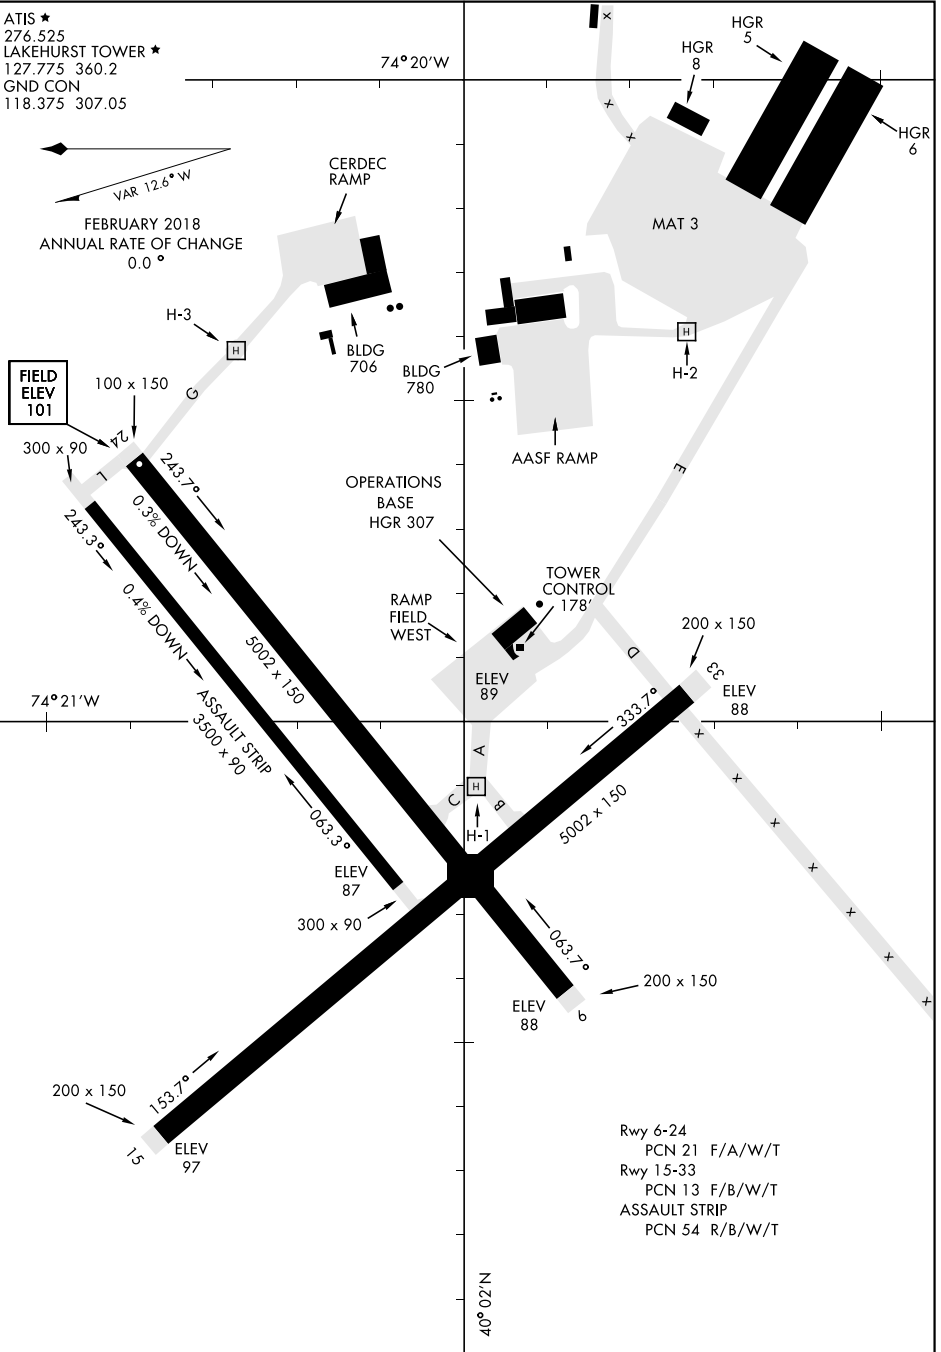 ATIS ★
276.525
LAKEHURST TOWER ★
127.775 360.2
GND CON
118.375 307.05
74°20'W
HGR
5
HGR
8
HGR
6
X
X
X
VAR 12.6° W
FEBRUARY 2018
ANNUAL RATE OF CHANGE
0.0°
CERDEC
RAMP
MAT 3
H-3
H
BLDG
706
BLDG
780
H
H-2
FIELD
ELEV
101
100 x 150
G
300 x 90
24
L
AASF RAMP
E
243.7°
0.3% DOWN
243.3°
0.4% DOWN
OPERATIONS
BASE
HGR 307
TOWER
CONTROL
178'
RAMP
FIELD
WEST
200 x 150
D
33
ELEV
89
ELEV
88
5002 x 150
74°21'W
ASSAULT STRIP
3500 x 90
333.7°
A
H
C
B
H-1
5002 x 150
063.3°
ELEV
87
300 x 90
X
X
X
X
X
X
X
063.7°
200 x 150
ELEV
88
6
153.7°
200 x 150
15
ELEV
97
Rwy 6-24
PCN 21 F/A/W/T
Rwy 15-33
PCN 13 F/B/W/T
ASSAULT STRIP
PCN 54 R/B/W/T
40°02'N